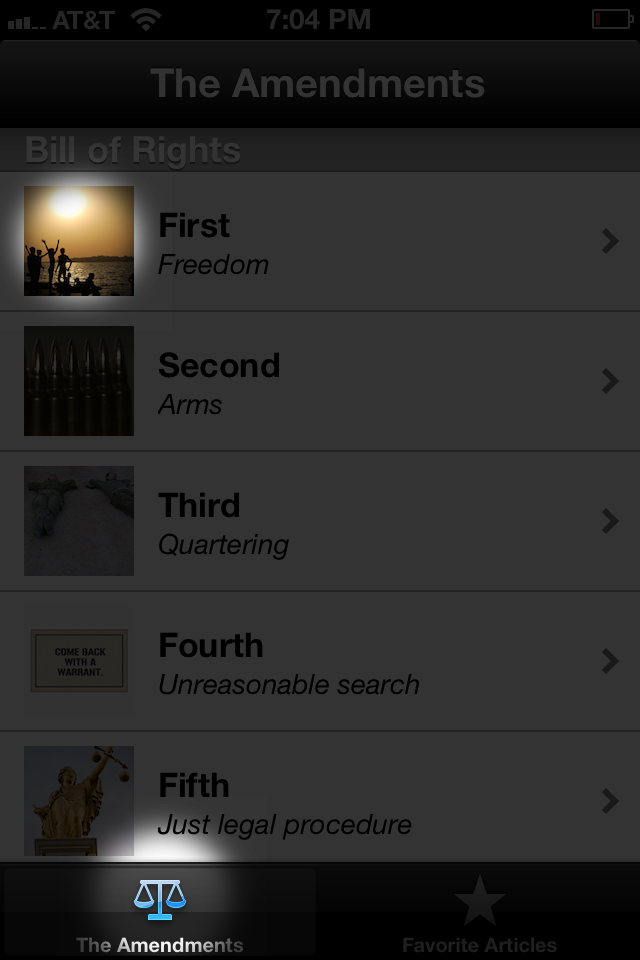 AT&T 7:04 PM
The Amendments
Bill of Rights
First
Freedom
Second
Arms
Third
Quartering
COME BACK
WITH A
WARRANT.
Fourth
Unreasonable search
Fifth
Just legal procedure
The Amendments Favorite Articles